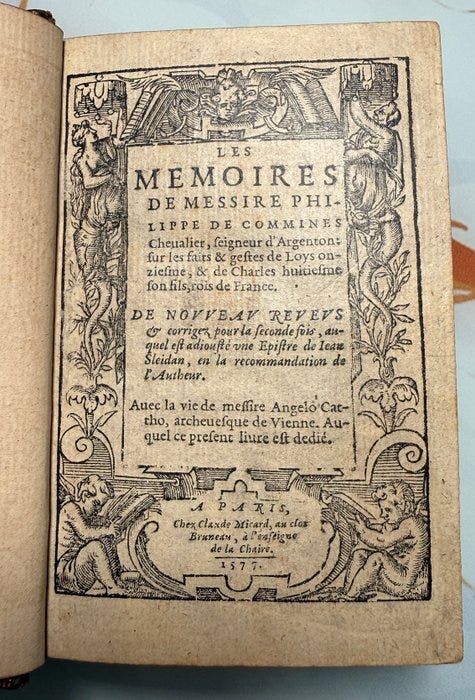 LES
MEMOIRES
DE MESSIRE PHI-
LIPPE DE COMMINES
Cheualier, seigneur d'Argenton:
sur les faits & gestes de Loys on-
ziesme, & de Charles huitiesme
son fils, rois de France.
DE NOVVEAV REVEVS
& corrigez pour la seconde fois, au-
quel est adiousté vne Epistre de Iean
Sleidan, en la recommandation de
l'Autheur.
Auec la vie de messire Angelo Cat-
tho, archeuesque de Vienne. Au-
quel ce present liure est dedié.
A PARIS,
Chez Claude Micard, au clos
Bruneau, à l'enseigne
de la Chaire.
1577.